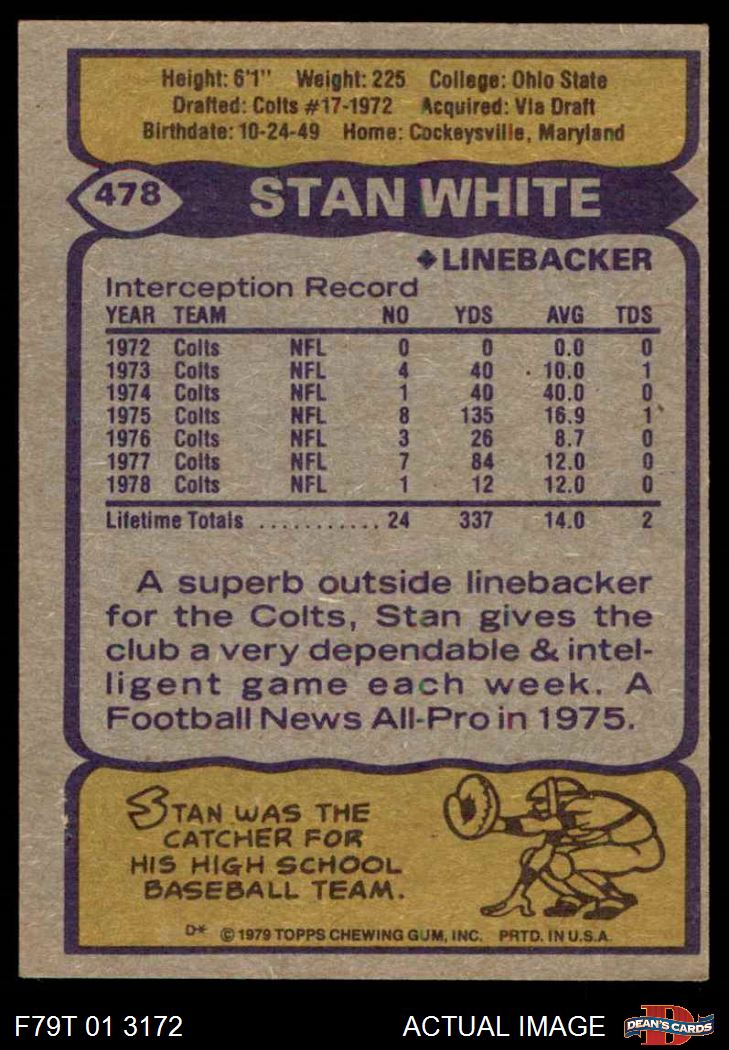 Height: 6'1" Weight: 225 College: Ohio State
Drafted: Colts #17-1972 Acquired: Via Draft
Birthdate: 10-24-49 Home: Cockeysville, Maryland
478 STAN WHITE
LINEBACKER
Interception Record
YEAR TEAM NO YDS AVG TDS
1972 Colts NFL 0 0 0.0 0
1973 Colts NFL 4 40 10.0 1
1974 Colts NFL 1 40 40.0 0
1975 Colts NFL 8 135 16.9 1
1976 Colts NFL 3 26 8.7 0
1977 Colts NFL 7 84 12.0 0
1978 Colts NFL 1 12 12.0 0
Lifetime Totals ........... 24 337 14.0 2
A superb outside linebacker
for the Colts, Stan gives the
club a very dependable & intel-
ligent game each week. A
Football News All-Pro in 1975.
STAN WAS THE
CATCHER FOR
HIS HIGH SCHOOL
BASEBALL TEAM.
D* © 1979 TOPPS CHEWING GUM, INC. PRTD. IN U.S.A.
F79T 01 3172 ACTUAL IMAGE D DEAN'S CARDS